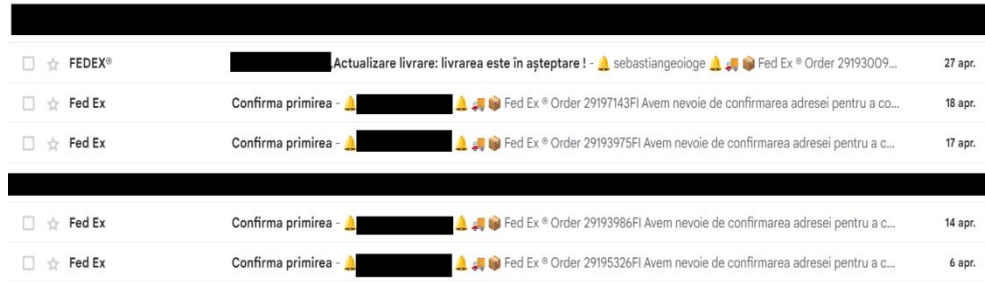 FEDEX® Actualizare livrare: livrarea este în așteptare ! - 🔔 sebastiangeoioge 🔔 🚚 📦 Fed Ex ® Order 29193009... 27 apr.
Fed Ex Confirma primirea - 🔔 🔔 🚚 📦 Fed Ex ® Order 29197143FI Avem nevoie de confirmarea adresei pentru a co... 18 apr.
Fed Ex Confirma primirea - 🔔 🔔 🚚 📦 Fed Ex ® Order 29193975FI Avem nevoie de confirmarea adresei pentru a c... 17 apr.
Fed Ex Confirma primirea - 🔔 🔔 🚚 📦 Fed Ex ® Order 29193986FI Avem nevoie de confirmarea adresei pentru a c... 14 apr.
Fed Ex Confirma primirea - 🔔 🔔 🚚 📦 Fed Ex ® Order 29195326FI Avem nevoie de confirmarea adresei pentru a c... 6 apr.